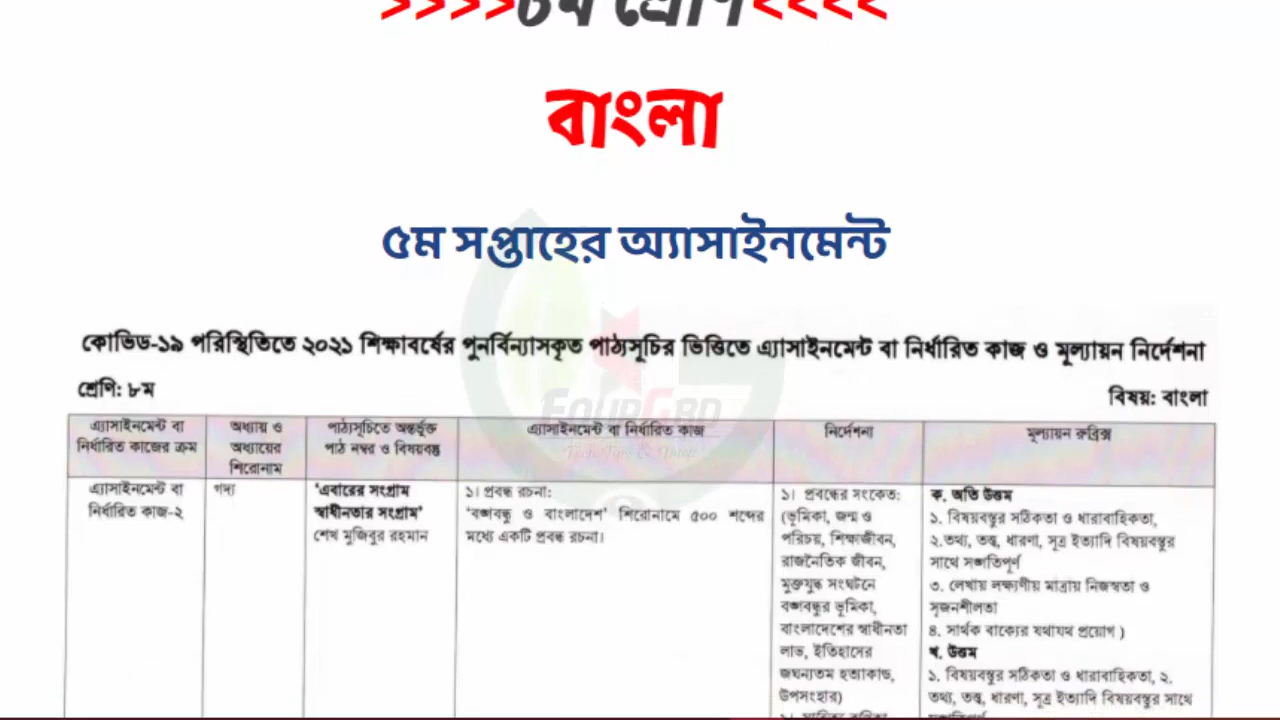 >>>>৮ম শ্রেণি<<<<
বাংলা
৫ম সপ্তাহের অ্যাসাইনমেন্ট
কোভিড-১৯ পরিস্থিতিতে ২০২১ শিক্ষাবর্ষের পুনর্বিন্যাসকৃত পাঠ্যসূচির ভিত্তিতে এ্যাসাইনমেন্ট বা নির্ধারিত কাজ ও মূল্যায়ন নির্দেশনা
শ্রেণি: ৮ম
বিষয়: বাংলা
এ্যাসাইনমেন্ট বা
নির্ধারিত কাজের ক্রম
অধ্যায় ও
অধ্যায়ের
শিরোনাম
পাঠ্যসূচিতে অন্তর্ভুক্ত
পাঠ নম্বর ও বিষয়বস্তু
এ্যাসাইনমেন্ট বা নির্ধারিত কাজ
নির্দেশনা
মূল্যায়ন রুব্রিক্স
এ্যাসাইনমেন্ট বা
নির্ধারিত কাজ-২
গদ্য
'এবারের সংগ্রাম
স্বাধীনতার সংগ্রাম'
শেখ মুজিবুর রহমান
১। প্রবন্ধ রচনা:
'বঙ্গবন্ধু ও বাংলাদেশ' শিরোনামে ৫০০ শব্দের
মধ্যে একটি প্রবন্ধ রচনা।
১। প্রবন্ধের সংকেত:
(ভূমিকা, জন্ম ও
পরিচয়, শিক্ষাজীবন,
রাজনৈতিক জীবন,
মুক্তিযুদ্ধ সংঘটনে
বঙ্গবন্ধুর ভূমিকা,
বাংলাদেশের স্বাধীনতা
লাভ, ইতিহাসের
জঘন্যতম হত্যাকান্ড,
উপসংহার)
ক. অতি উত্তম
১. বিষয়বস্তুর সঠিকতা ও ধারাবাহিকতা,
২.তথ্য, তত্ত্ব, ধারণা, সূত্র ইত্যাদি বিষয়বস্তুর
সাথে সঙ্গতিপূর্ণ
৩. লেখায় লক্ষ্যণীয় মাত্রায় নিজস্বতা ও
সৃজনশীলতা
৪. সার্থক বাক্যের যথাযথ প্রয়োগ )
খ. উত্তম
১. বিষয়বস্তুর সঠিকতা ও ধারাবাহিকতা, ২.
তথ্য, তত্ত্ব, ধারণা, সূত্র ইত্যাদি বিষয়বস্তুর সাথে
FourGBD
Tech Tips & News